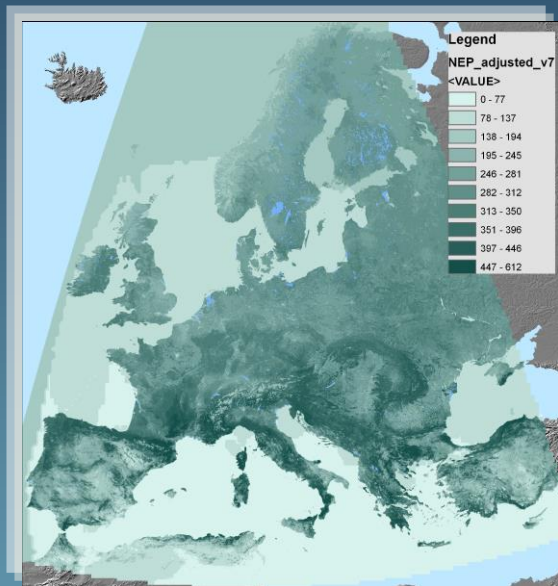 Legend
NEP_adjusted_v7
<VALUE>
0 - 77
78 - 137
138 - 194
195 - 245
246 - 281
282 - 312
313 - 350
351 - 396
397 - 446
447 - 612